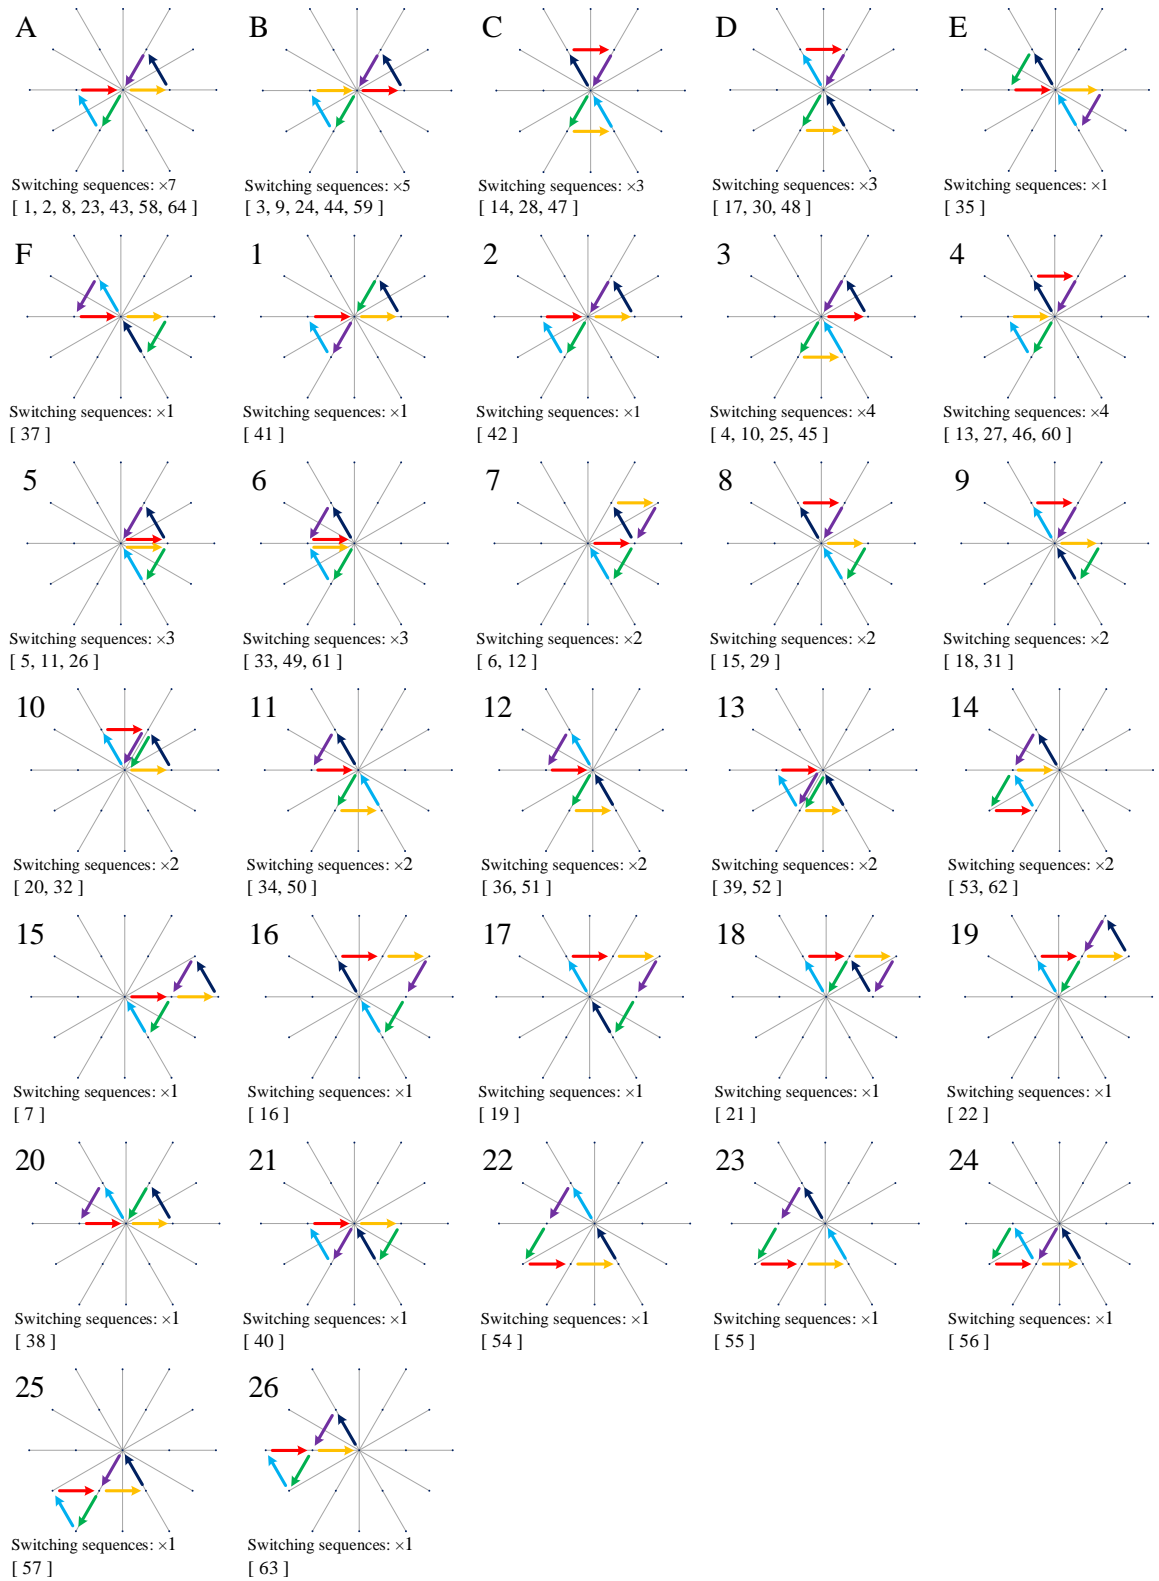 A B C D E
Switching sequences: ×7 Switching sequences: ×5 Switching sequences: ×3 Switching sequences: ×3 Switching sequences: ×1
[ 1, 2, 8, 23, 43, 58, 64 ] [ 3, 9, 24, 44, 59 ] [ 14, 28, 47 ] [ 17, 30, 48 ] [ 35 ]
F 1 2 3 4
Switching sequences: ×1 Switching sequences: ×1 Switching sequences: ×1 Switching sequences: ×4 Switching sequences: ×4
[ 37 ] [ 41 ] [ 42 ] [ 4, 10, 25, 45 ] [ 13, 27, 46, 60 ]
5 6 7 8 9
Switching sequences: ×3 Switching sequences: ×3 Switching sequences: ×2 Switching sequences: ×2 Switching sequences: ×2
[ 5, 11, 26 ] [ 33, 49, 61 ] [ 6, 12 ] [ 15, 29 ] [ 18, 31 ]
10 11 12 13 14
Switching sequences: ×2 Switching sequences: ×2 Switching sequences: ×2 Switching sequences: ×2 Switching sequences: ×2
[ 20, 32 ] [ 34, 50 ] [ 36, 51 ] [ 39, 52 ] [ 53, 62 ]
15 16 17 18 19
Switching sequences: ×1 Switching sequences: ×1 Switching sequences: ×1 Switching sequences: ×1 Switching sequences: ×1
[ 7 ] [ 16 ] [ 19 ] [ 21 ] [ 22 ]
20 21 22 23 24
Switching sequences: ×1 Switching sequences: ×1 Switching sequences: ×1 Switching sequences: ×1 Switching sequences: ×1
[ 38 ] [ 40 ] [ 54 ] [ 55 ] [ 56 ]
25 26
Switching sequences: ×1 Switching sequences: ×1
[ 57 ] [ 63 ]